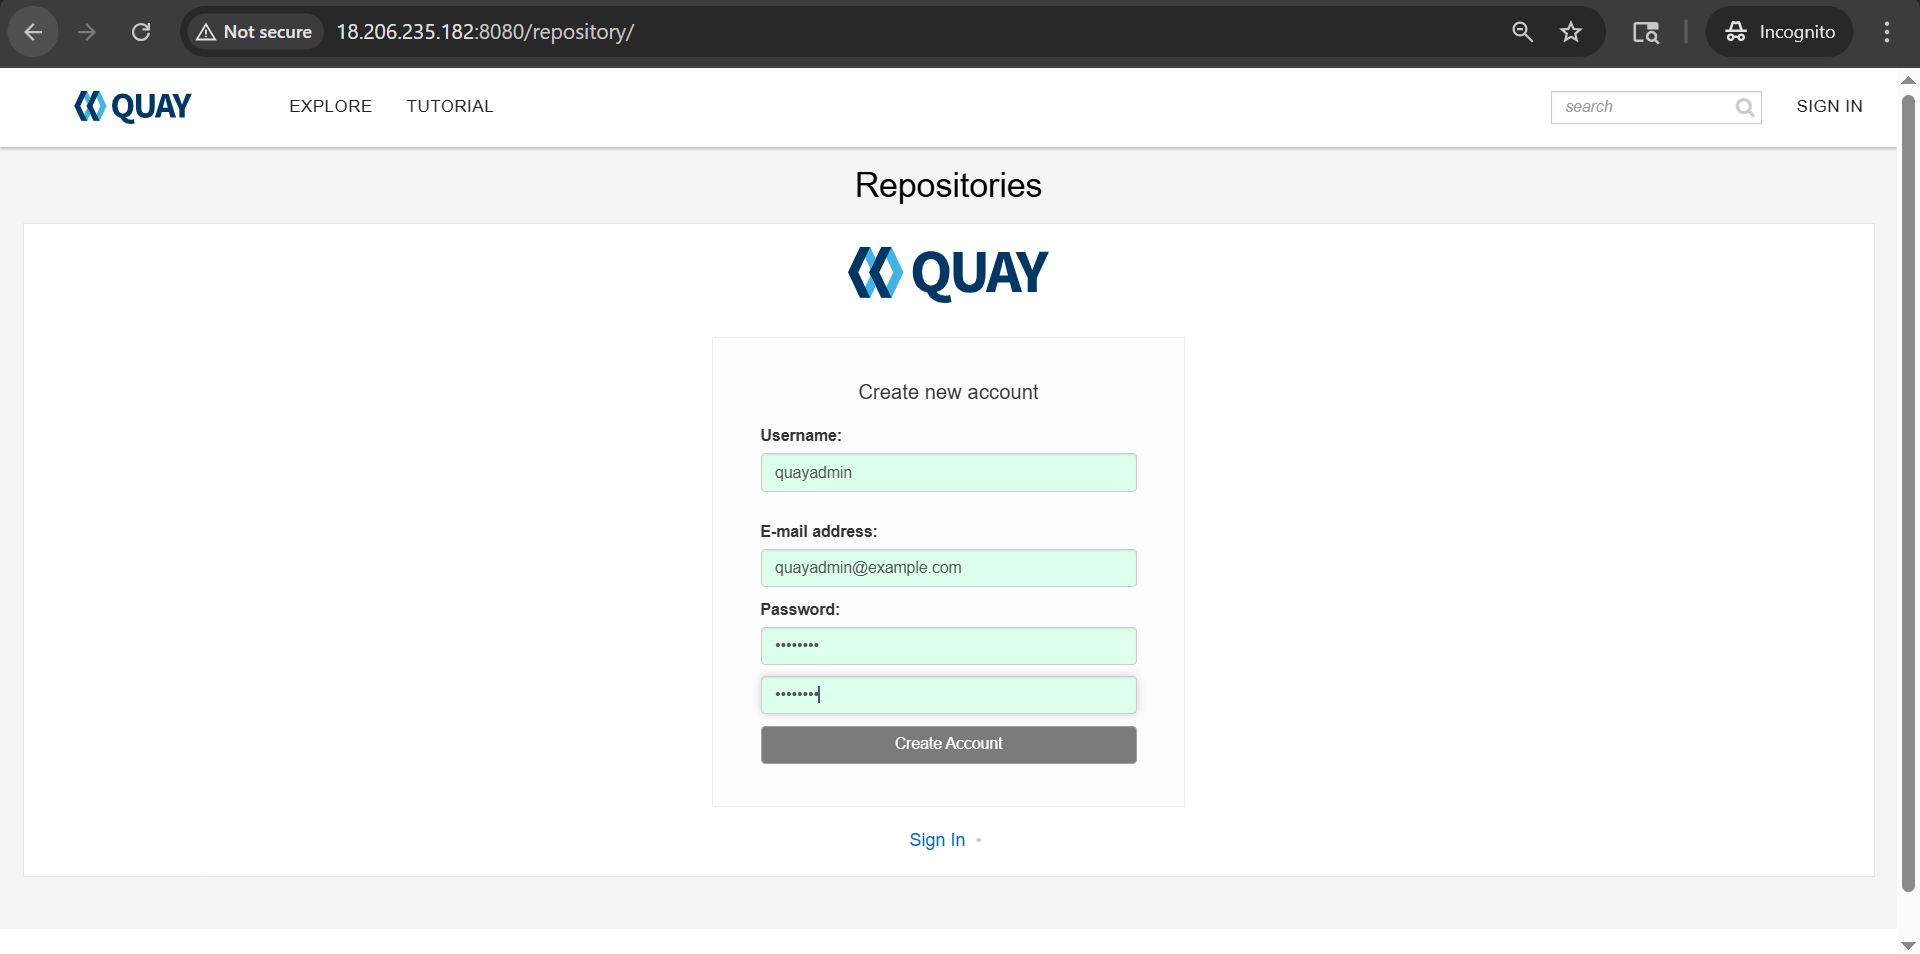 Not secure 18.206.235.182:8080/repository/ Incognito
QUAY EXPLORE TUTORIAL search SIGN IN
Repositories
QUAY
Create new account
Username:
quayadmin
E-mail address:
quayadmin@example.com
Password:
••••••••
••••••••
Create Account
Sign In •